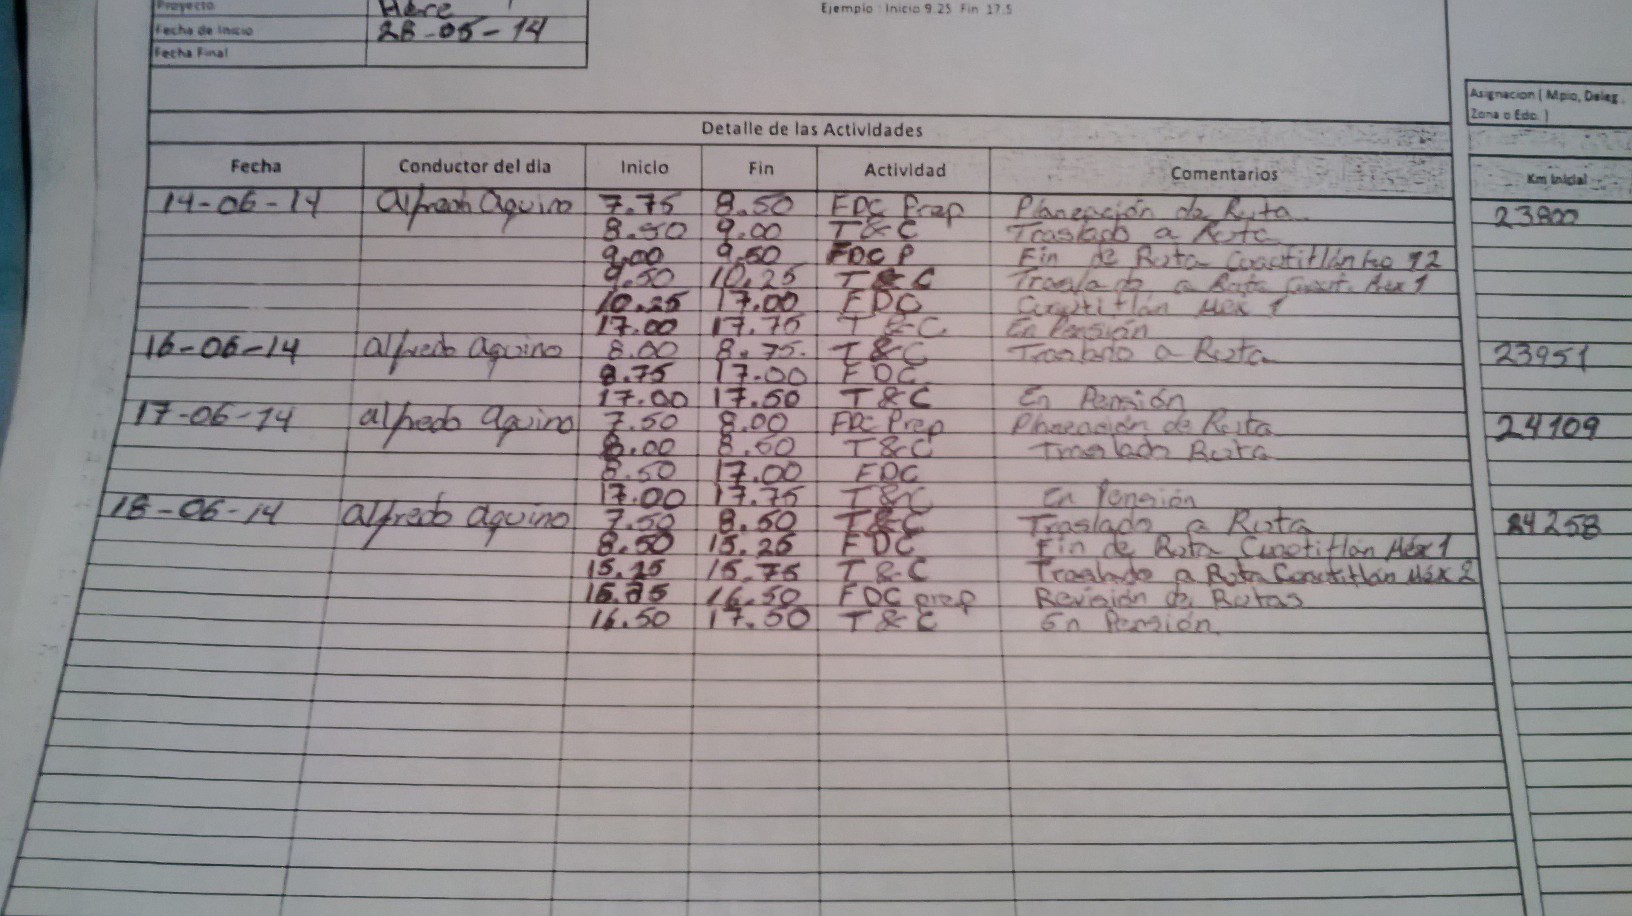 Proyecto Here
Ejemplo : Inicio 9.25 Fin 17.5
Fecha de Inicio 28-05-14
Fecha Final
Asignacion ( Mpio, Deleg,
Zona o Edo. )
Detalle de las Actividades
Fecha Conductor del dia Inicio Fin Actividad Comentarios Km Inicial
14-06-14 Alfredo Aquino 7.75 8.50 FDC Prep Planeación de Ruta 23800
8.50 9.00 T&C Traslado a Ruta
9.00 9.50 FDC P Fin de Ruta Cuautitlán 12
9.50 10.25 T&C Traslado a Ruta Cuaut. Mex 1
10.25 17.00 FDC Cuautitlán Mex 1
17.00 17.75 T&C En Pensión
16-06-14 alfredo aquino 8.00 8.75 T&C Traslado a Ruta 23951
8.75 17.00 FDC
17.00 17.50 T&C En Pensión
17-06-14 alfredo aquino 7.50 8.00 FDC Prep Planeación de Ruta 24109
8.00 8.50 T&C Traslado Ruta
8.50 17.00 FDC
17.00 17.75 T&C En Pensión
18-06-14 alfredo aquino 7.50 8.50 T&C Traslado a Ruta 24258
8.50 15.25 FDC Fin de Ruta Cuautitlán Méx 1
15.25 15.75 T&C Traslado a Ruta Cuautitlán Méx 2
15.75 16.50 FDC prep Revisión de Rutas
16.50 17.50 T&C En Pensión